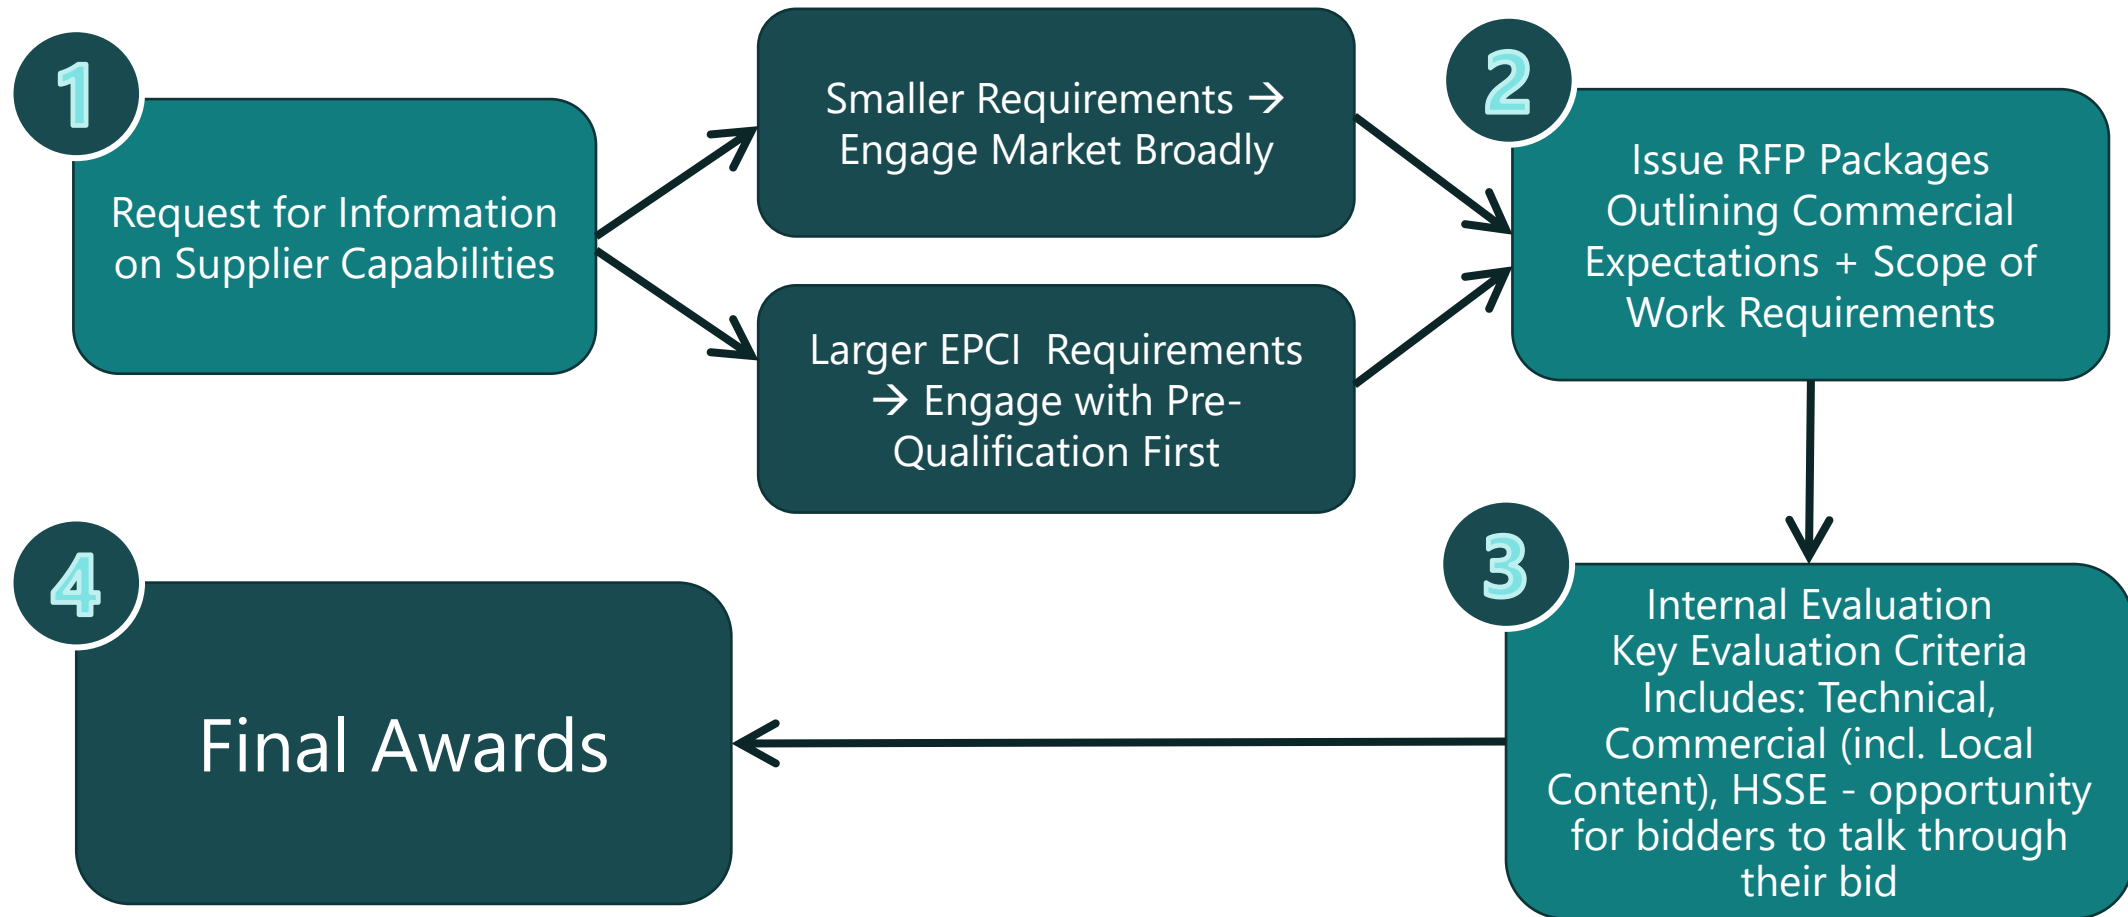 1
Request for Information
on Supplier Capabilities
Smaller Requirements →
Engage Market Broadly
Larger EPCI  Requirements
→ Engage with Pre-
Qualification First
2
Issue RFP Packages
Outlining Commercial
Expectations + Scope of
Work Requirements
3
Internal Evaluation
Key Evaluation Criteria
Includes: Technical,
Commercial (incl. Local
Content), HSSE - opportunity
for bidders to talk through
their bid
4
Final Awards